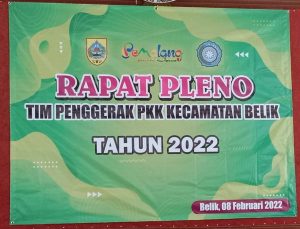 Pemalang
RAPAT PLENO
TIM PENGGERAK PKK KECAMATAN BELIK
TAHUN 2022
Belik, 08 Februari 2022